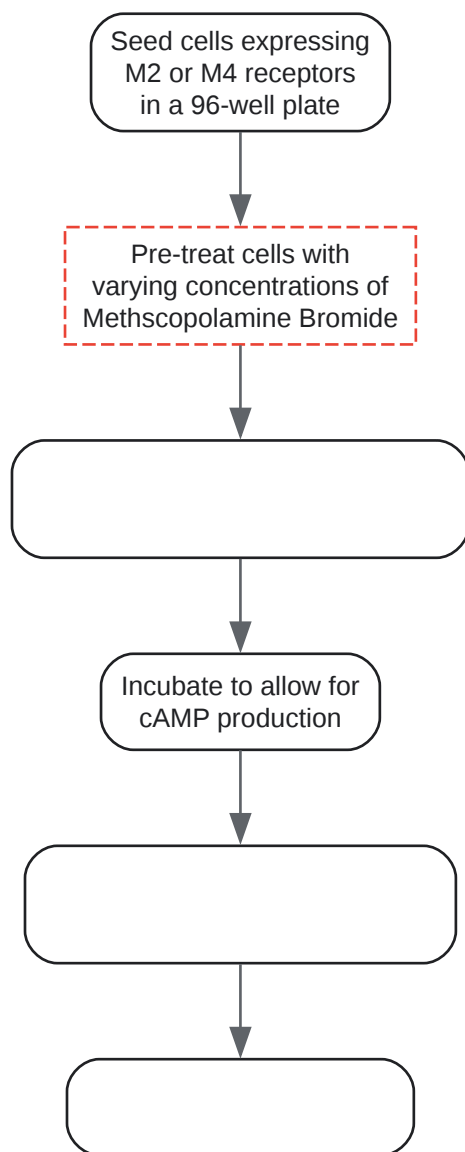 Seed cells expressing
M2 or M4 receptors
in a 96-well plate
Pre-treat cells with
varying concentrations of
Methscopolamine Bromide
Incubate to allow for
cAMP production